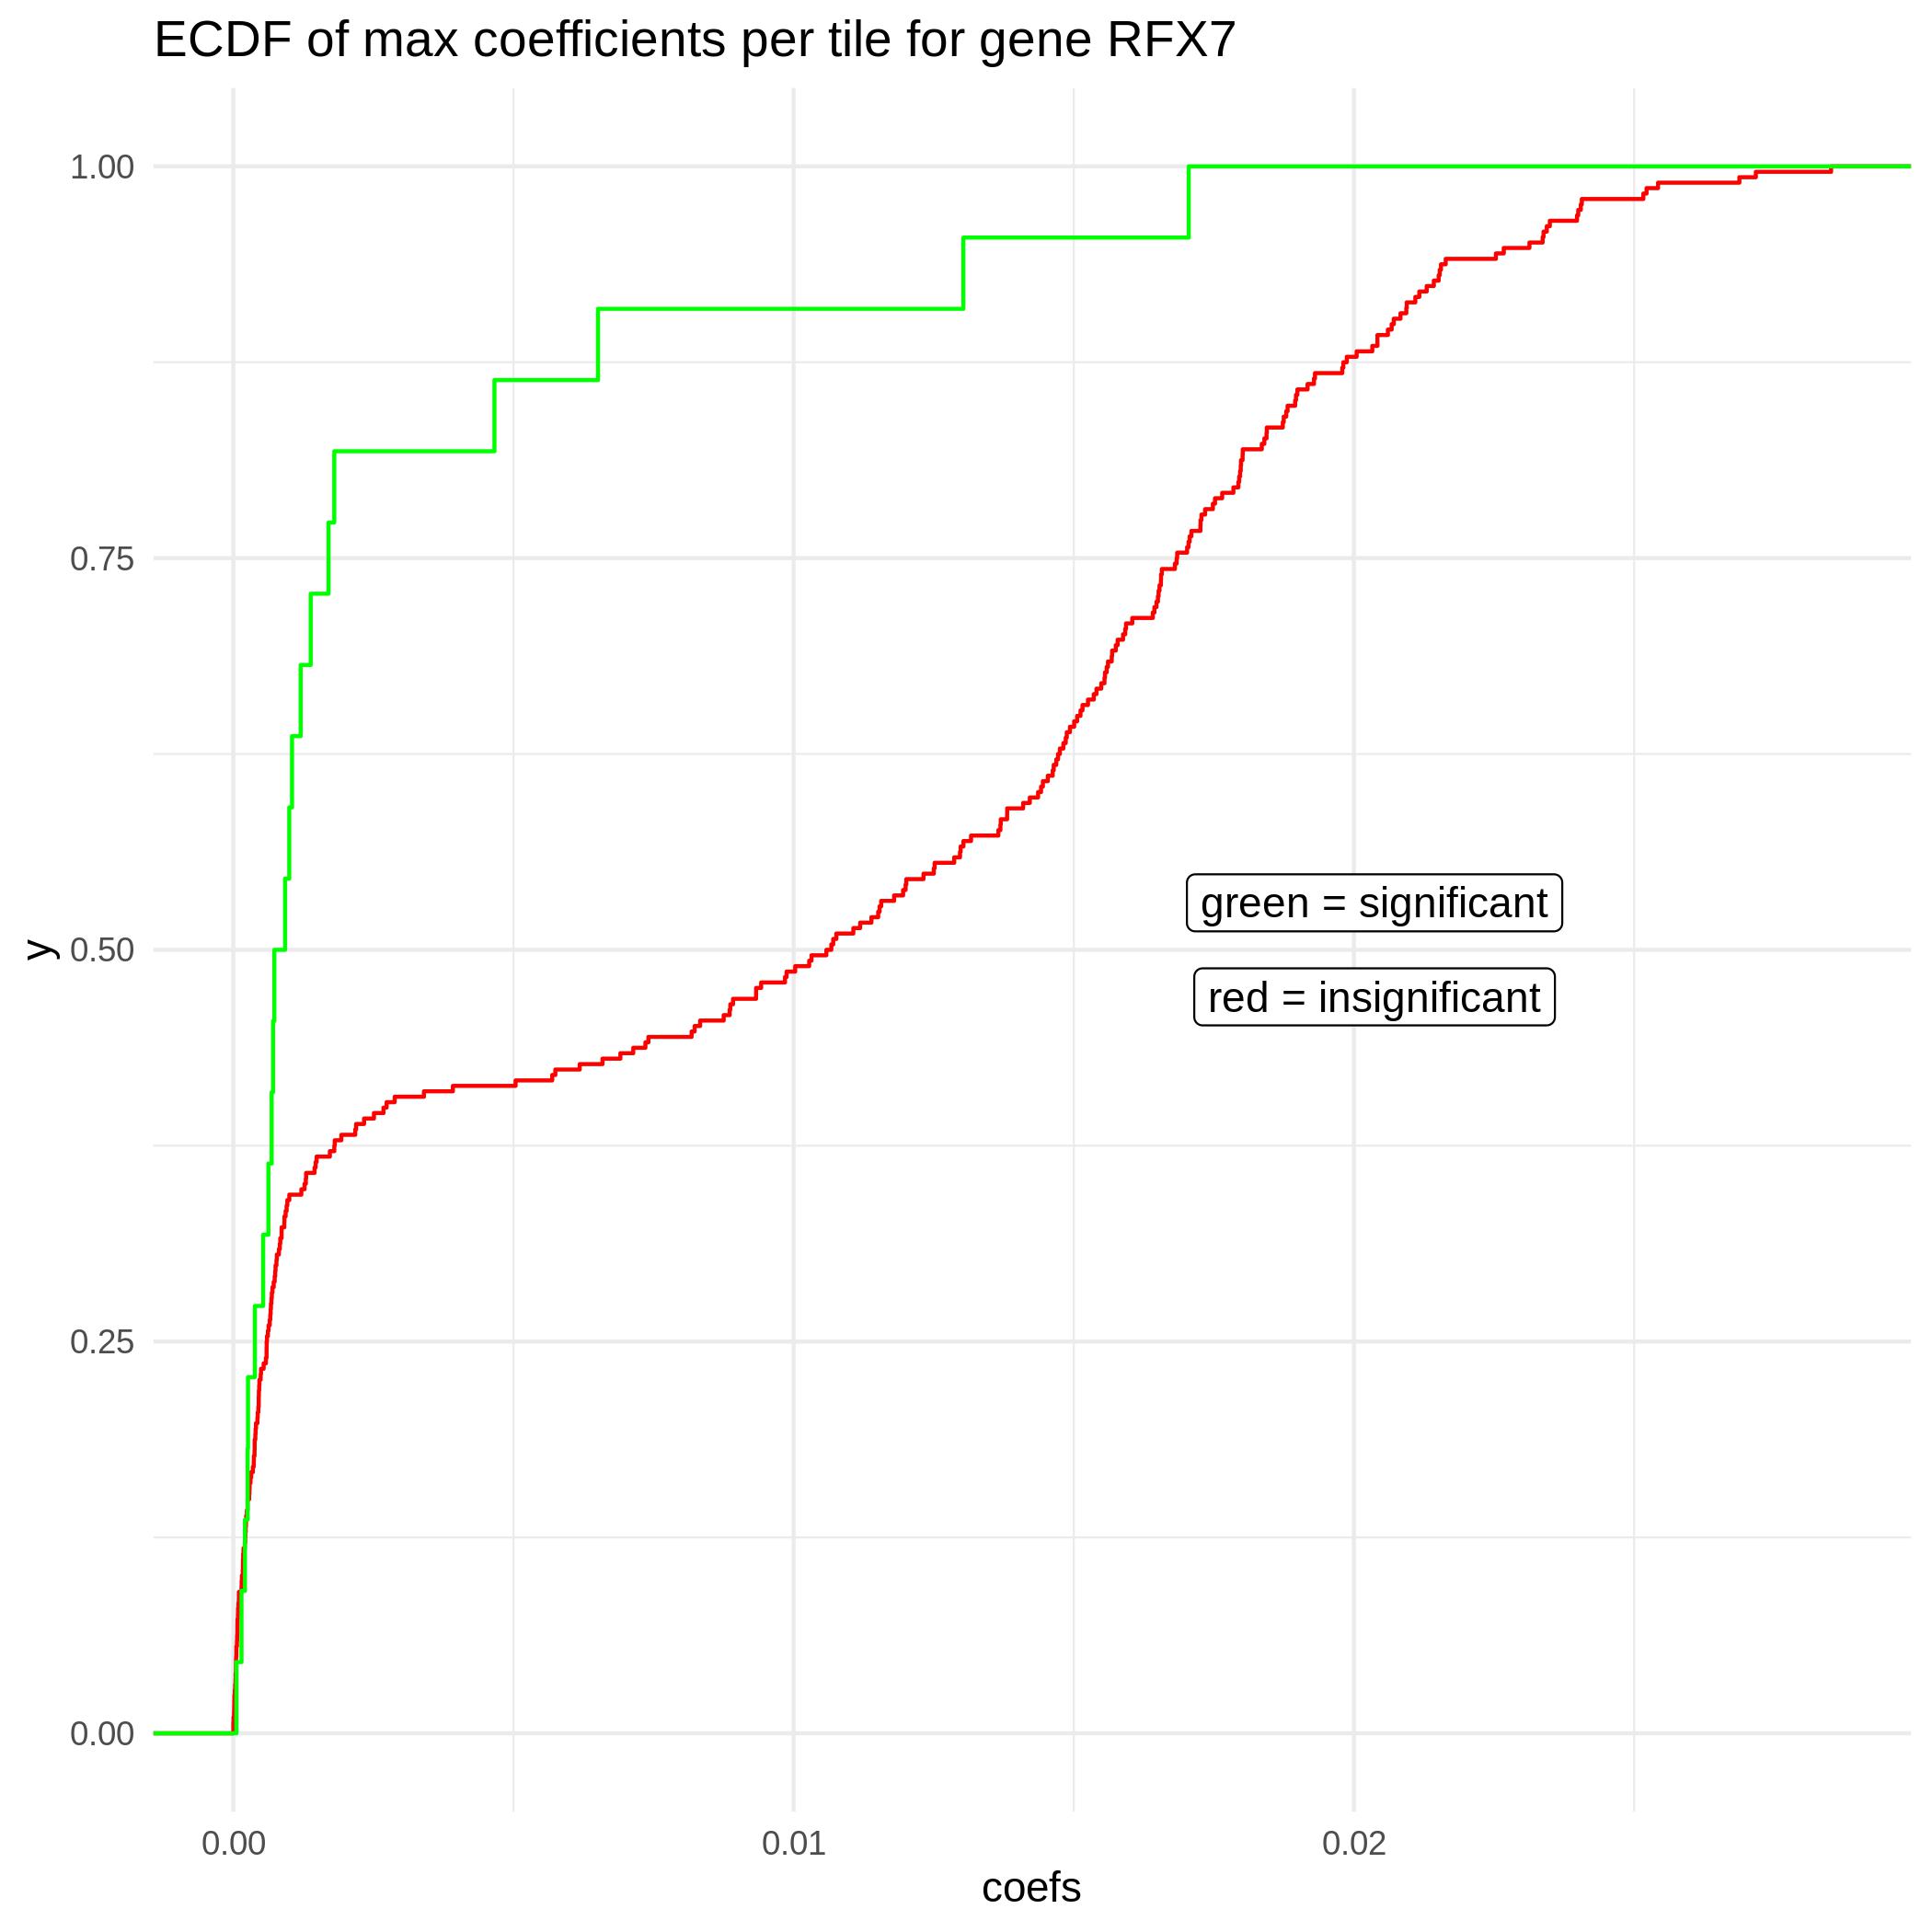 ECDF of max coefficients per tile for gene RFX7
1.00
0.75
y
0.50
0.25
0.00
green = significant
red = insignificant
0.00
0.01
0.02
coefs